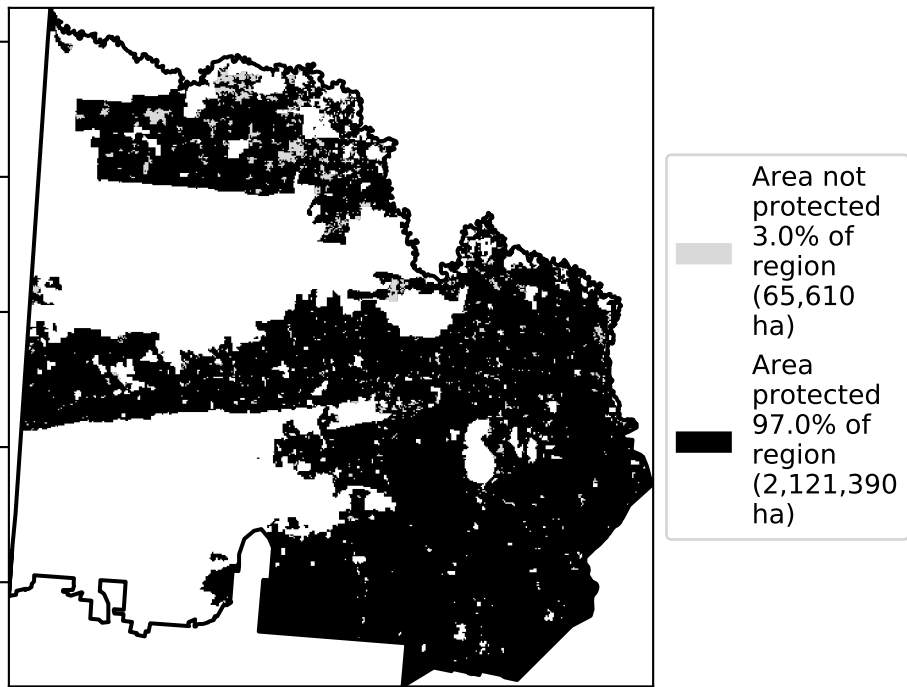 Area not
protected
3.0% of
region
(65,610
ha)
Area
protected
97.0% of
region
(2,121,390
ha)